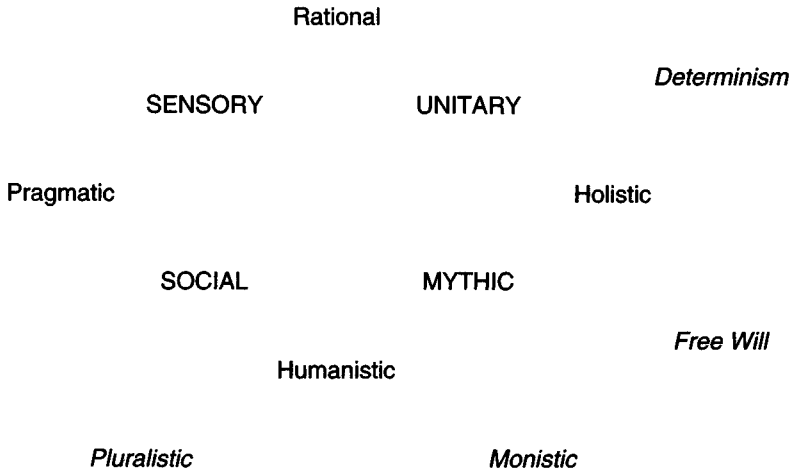 Rational
Determinism
SENSORY UNITARY
Pragmatic Holistic
SOCIAL MYTHIC
Free Will
Humanistic
Pluralistic Monistic